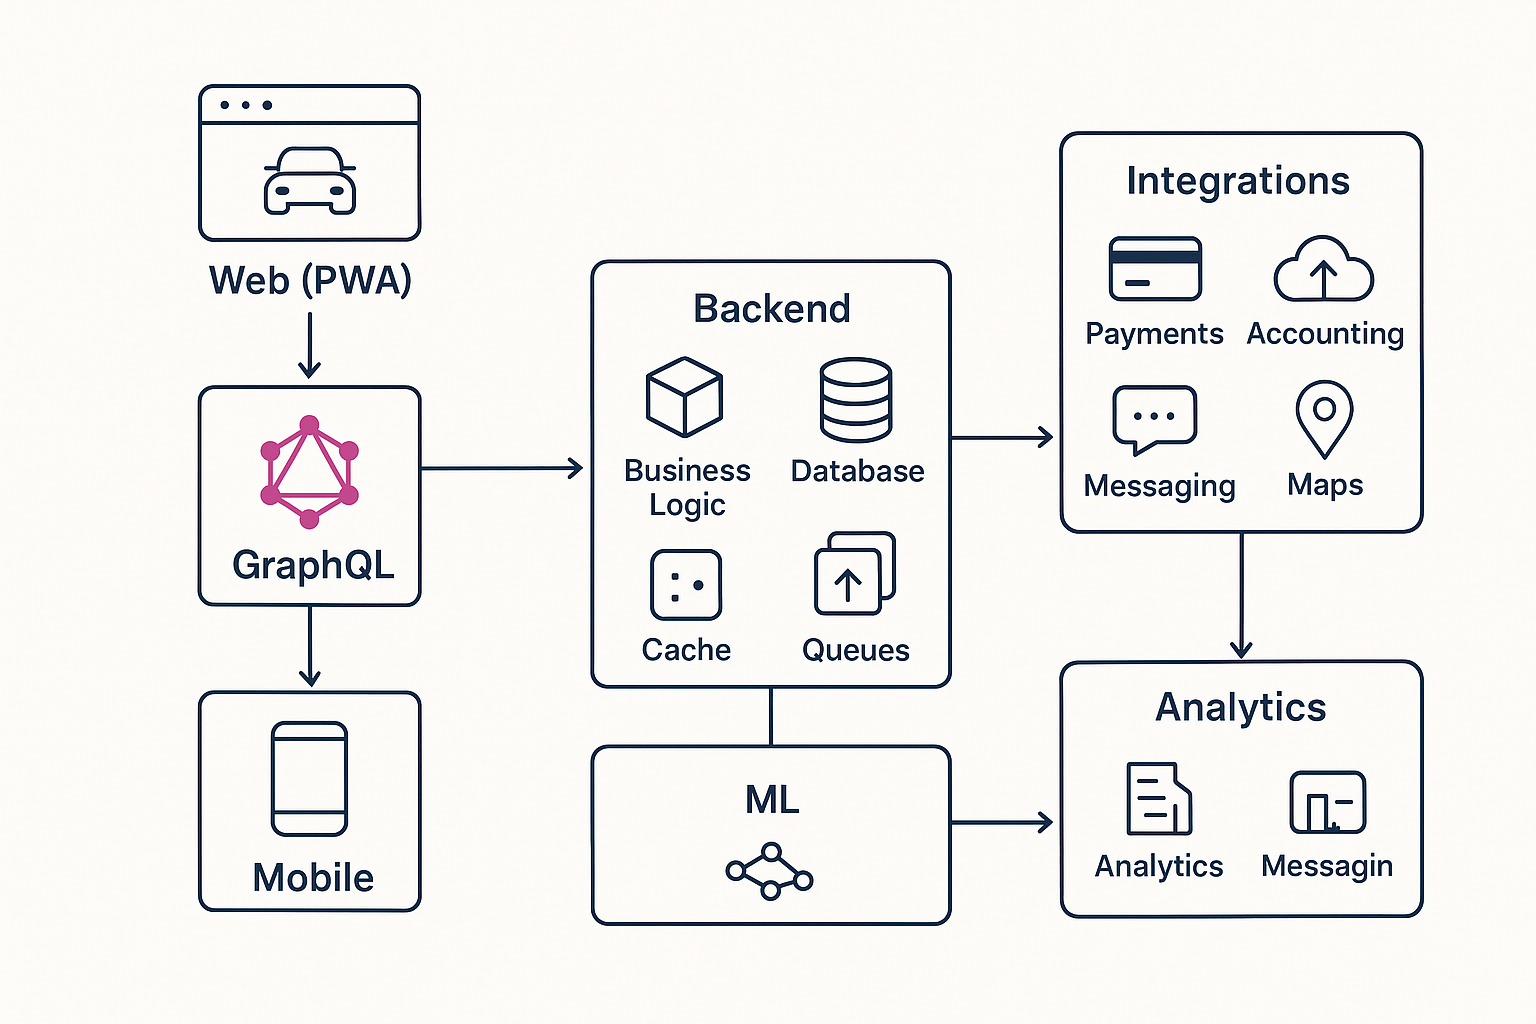 Web (PWA)
GraphQL
Mobile
Backend
Business
Logic
Database
Cache
Queues
ML
Integrations
Payments
Accounting
Messaging
Maps
Analytics
Analytics
Messagin